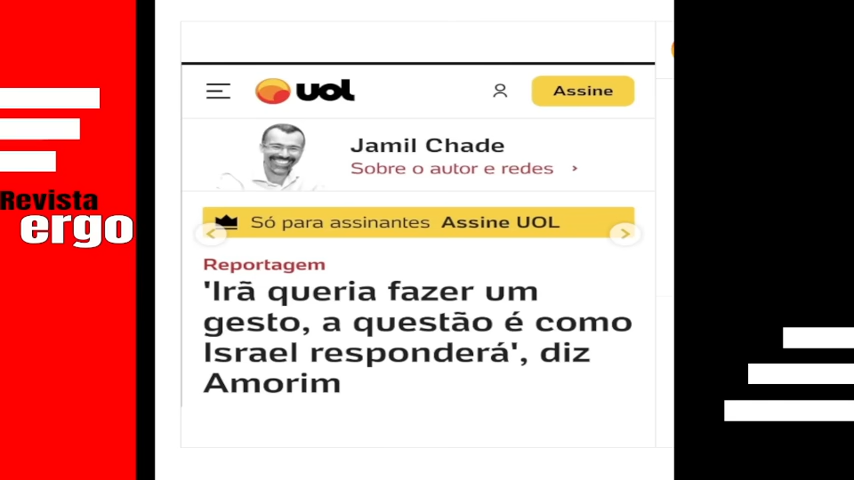 Revista
ergo
uol
Assine
Jamil Chade
Sobre o autor e redes
Só para assinantes Assine UOL
Reportagem
'Irã queria fazer um
gesto, a questão é como
Israel responderá', diz
Amorim